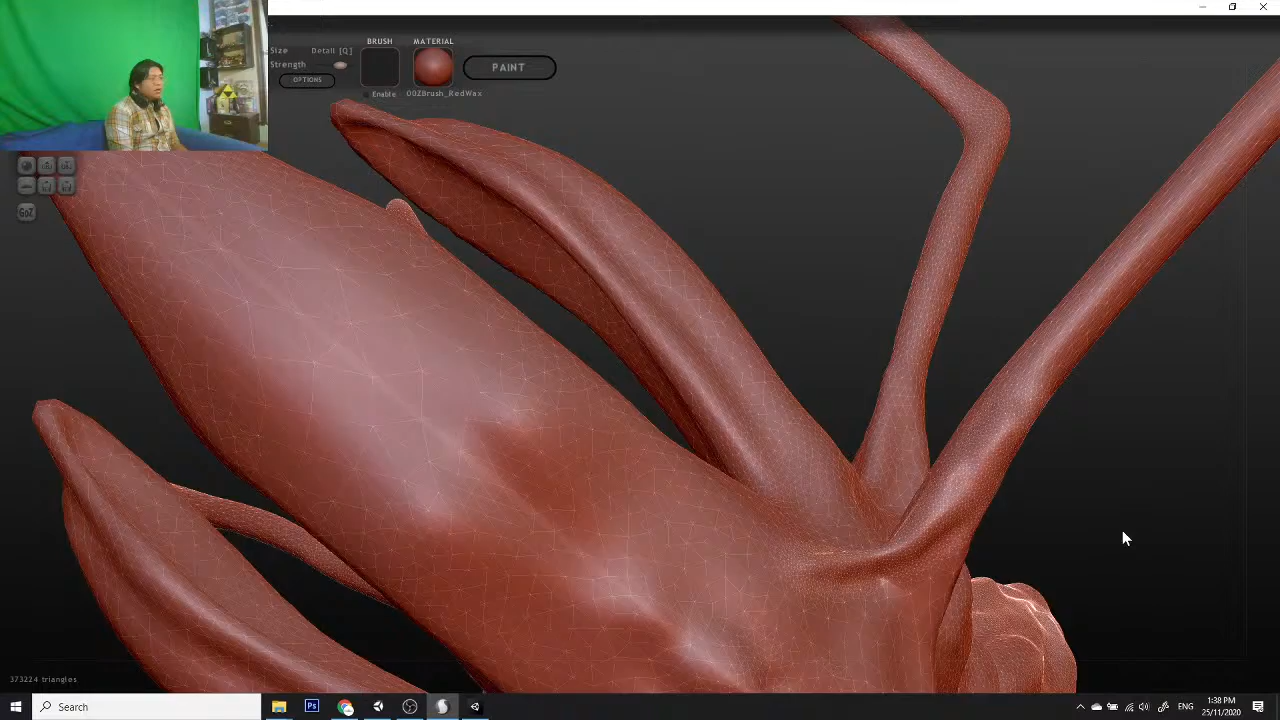 BRUSH
MATERIAL
Size
Detail [Q]
Strength
OPTIONS
Enable
00ZBrush_RedWax
PAINT
GoZ
373224 triangles
Ps
Search
ENG
1:38 PM
25/11/2020